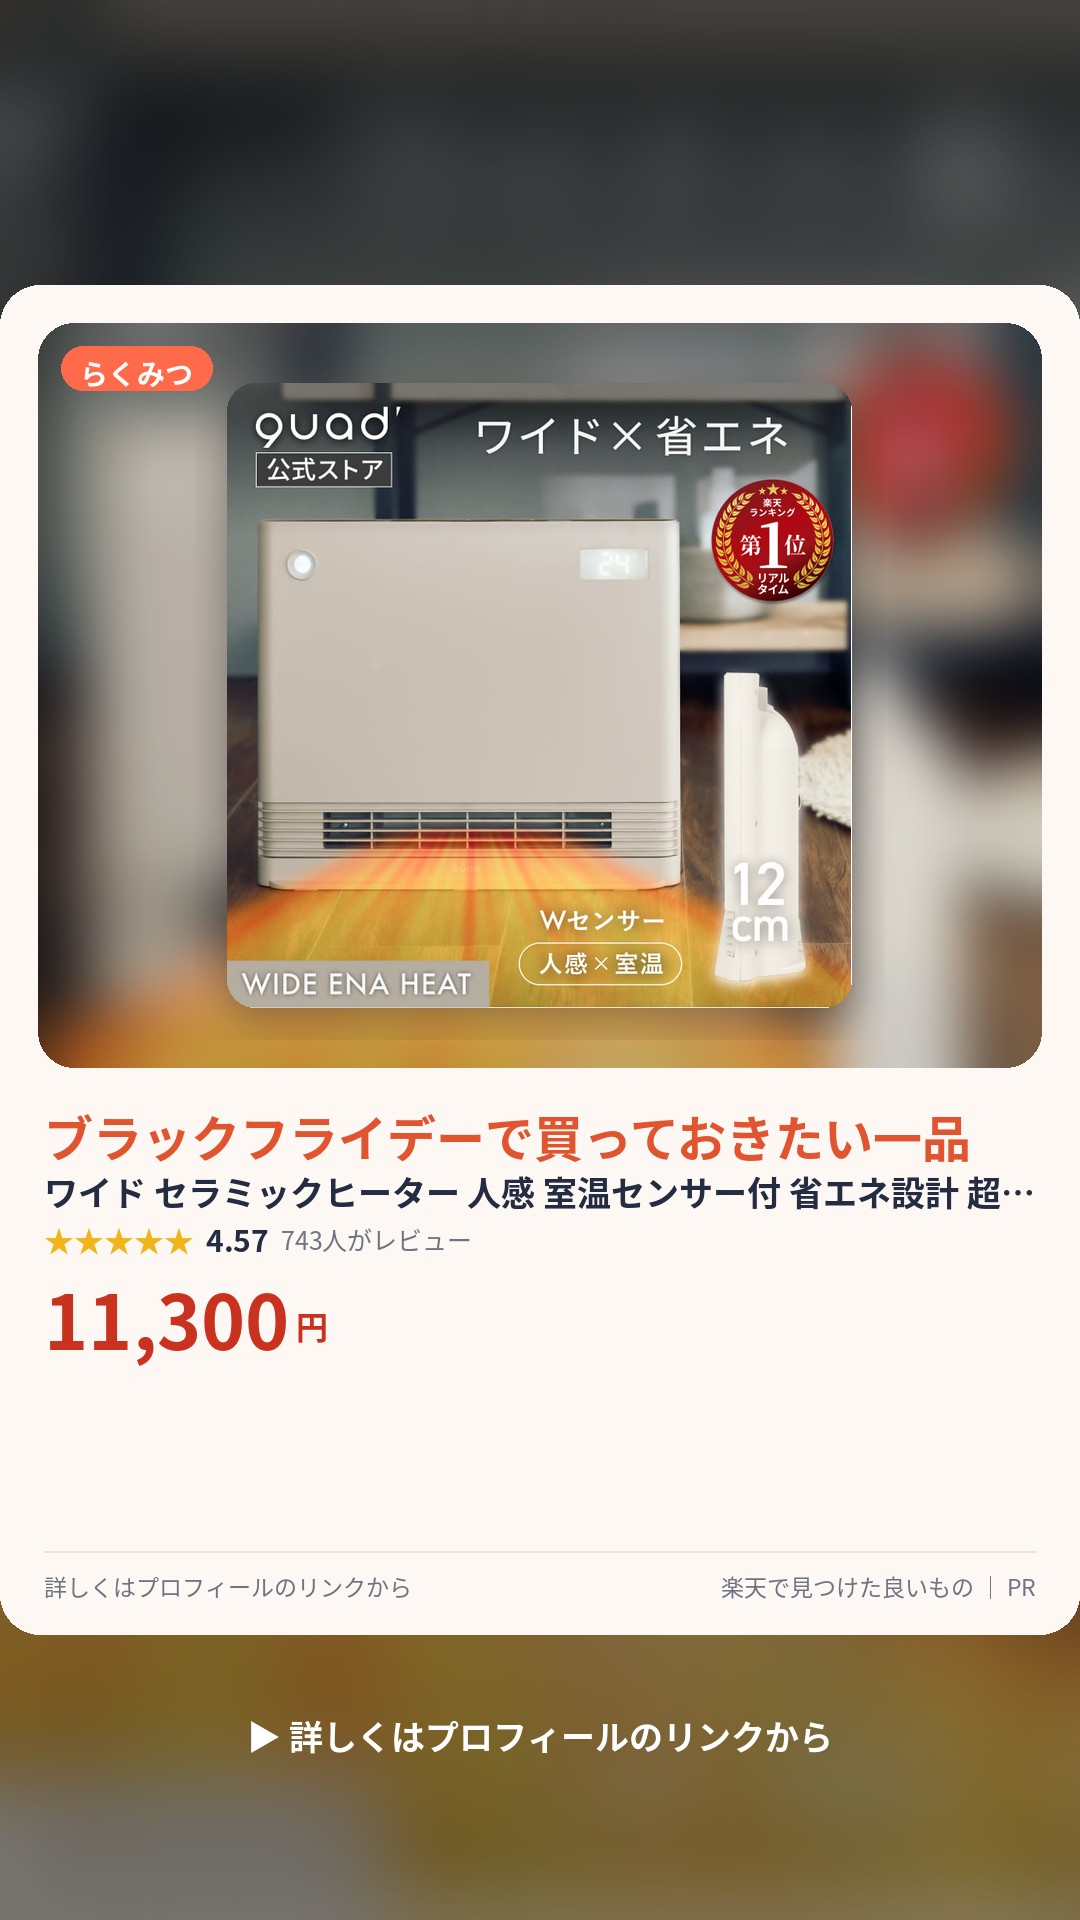 らくみつ
quad'
公式ストア
ワイド×省エネ
楽天
ランキング
第1位
リアル
タイム
24
12
cm
Wセンサー
人感×室温
WIDE ENA HEAT
ブラックフライデーで買っておきたい一品
ワイド セラミックヒーター 人感 室温センサー付 省エネ設計 超…
★★★★★ 4.57 743人がレビュー
11,300円
詳しくはプロフィールのリンクから
楽天で見つけた良いもの｜PR
▶ 詳しくはプロフィールのリンクから